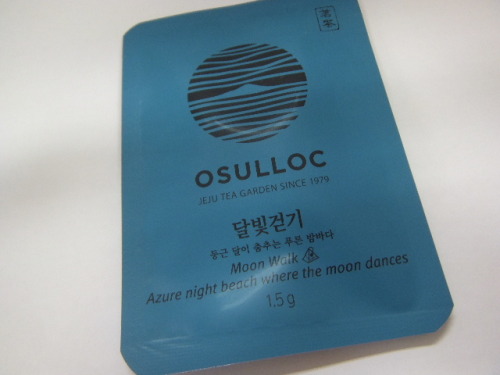 OSULLOC
JEJU TEA GARDEN SINCE 1979
달빛걷기
둥근 달이 춤추는 푸른 밤바다
Moon Walk
Azure night beach where the moon dances
1.5g